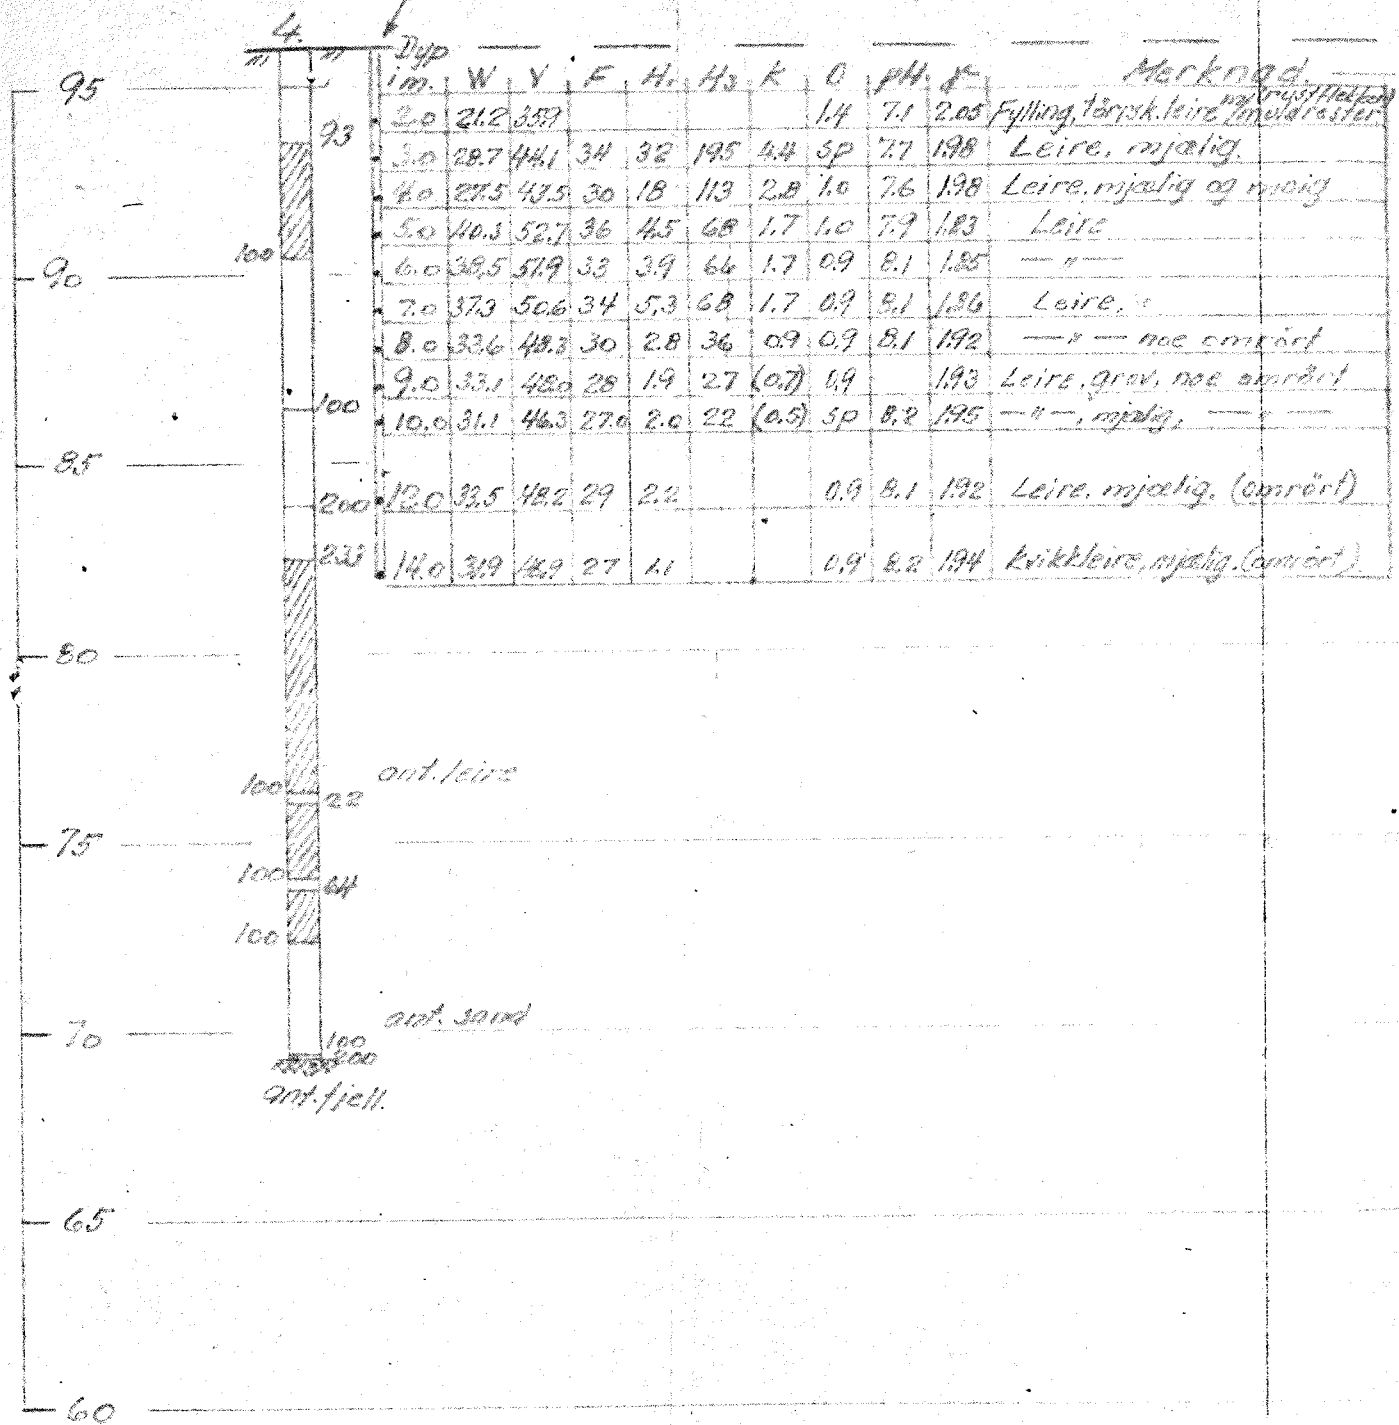 4.
Dyp
i m. W V F H₁ H₃ K O pH γ Merknad.
2.0 21.2 35.9 1.4 7.1 2.05 Fylling, tørrsk. leire m/rustflekker
/muldrester
3.0 28.7 44.1 34 32 195 4.4 sp 7.7 1.98 Leire, mjælig.
4.0 27.5 43.5 30 18 113 2.8 1.0 7.6 1.98 Leire, mjælig og moig
5.0 40.3 52.7 36 4.5 68 1.7 1.0 7.9 1.83 Leire
6.0 38,5 51.9 33 3.9 66 1.7 0.9 8.1 1.85 — " —
7.0 37.3 50.6 34 5,3 68 1.7 0.9 8.1 1.86 Leire,
8.0 33.6 48.3 30 2.8 36 0.9 0.9 8.1 1.92 — " — noe omrört
9.0 33.1 48.0 28 1.9 27 (0.7) 0.9 1.93 Leire, grov, noe omrört
10.0 31.1 46.3 27.0 2.0 22 (0.5) sp 8.2 1.95 — " —, mjælig, — " —
12.0 33.5 48.2 29 2.2 0.9 8.1 1.92 Leire, mjælig. (omrört)
14.0 31.9 46.9 27 1.1 0.9 8.2 1.94 kvikkleire, mjælig. (omrört)
95
93
100
90
100
85
200
233
80
ant. leire
100
22
75
100
64
100
ant. sand
70
100
200
ant. fjell.
65
60